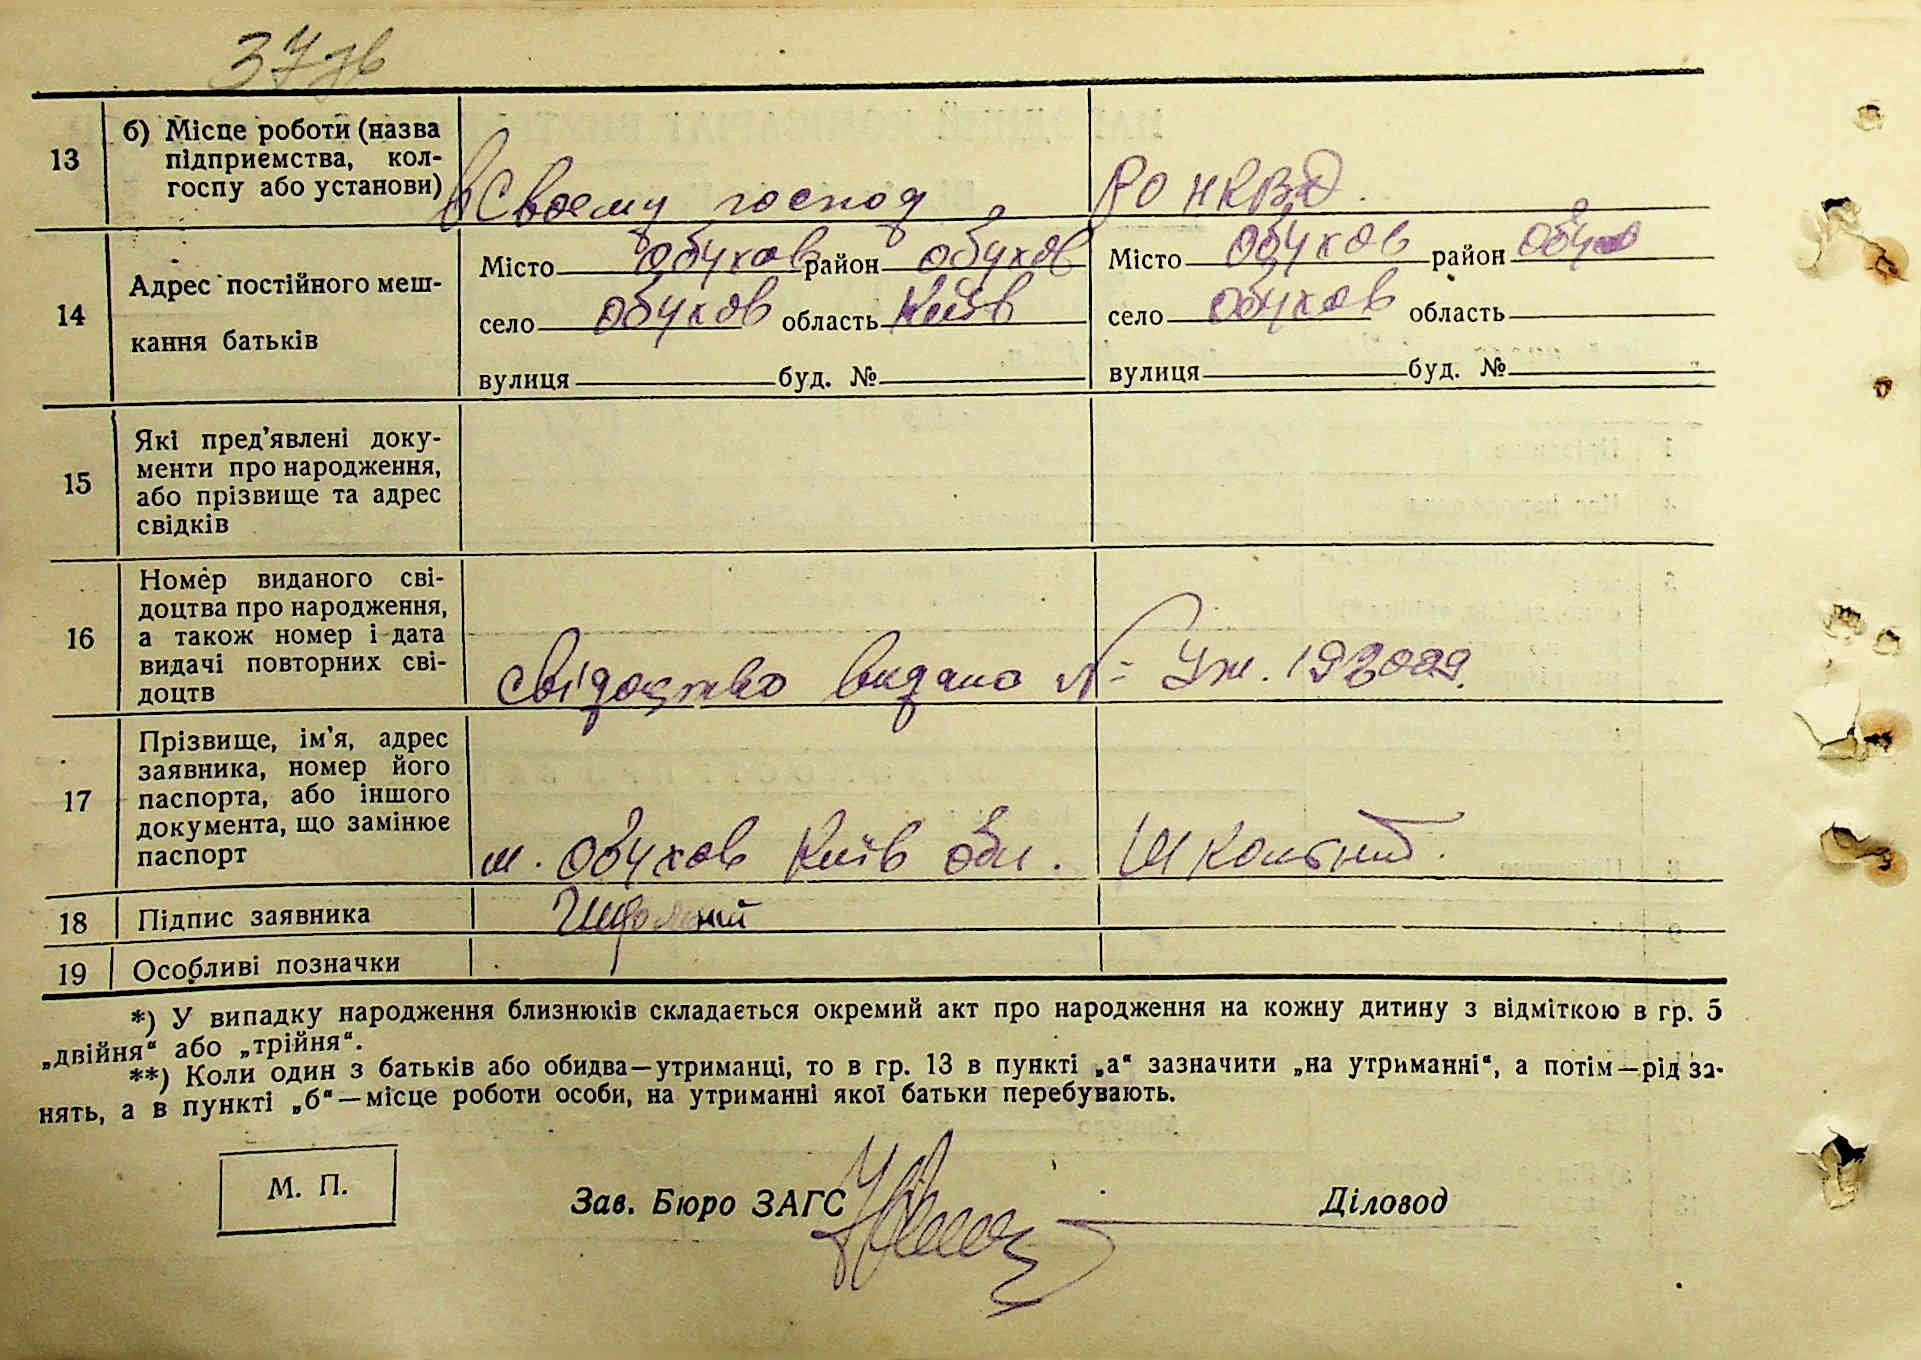 37 зв
13 б) Місце роботи (назва підприємства, кол-госпу або установи) в Своему господ РО НКВД.
14 Адрес постійного меш-кання батьків
Місто Обухов район Обухов Місто Обухов район Обухов
село Обухов область Київ село Обухов область
вулиця буд. № вулиця буд. №
15 Які пред'явлені доку-
менти про народження,
або прізвище та адрес
свідків
16 Номер виданого сві-
доцтва про народження,
а також номер і дата
видачі повторних сві-
доцтв
свідоцтво видано № Уж.
17 Прізвище, ім'я, адрес
заявника, номер його
паспорта, або іншого
документа, що замінює
паспорт
м. Обухов Київ обл. Школьний.
18 Підпис заявника
19 Особливі позначки
*) У випадку народження близнюків складається окремий акт про народження на кожну дитину з відміткою в гр. 5
„двійня“ або „трійня“.
**) Коли один з батьків або обидва—утриманці, то в гр. 13 в пункті „а“ зазначити „на утриманні“, а потім—рід за-
нять, а в пункті „б“—місце роботи особи, на утриманні якої батьки перебувають.
М. П.
Зав. Бюро ЗАГС Діловод